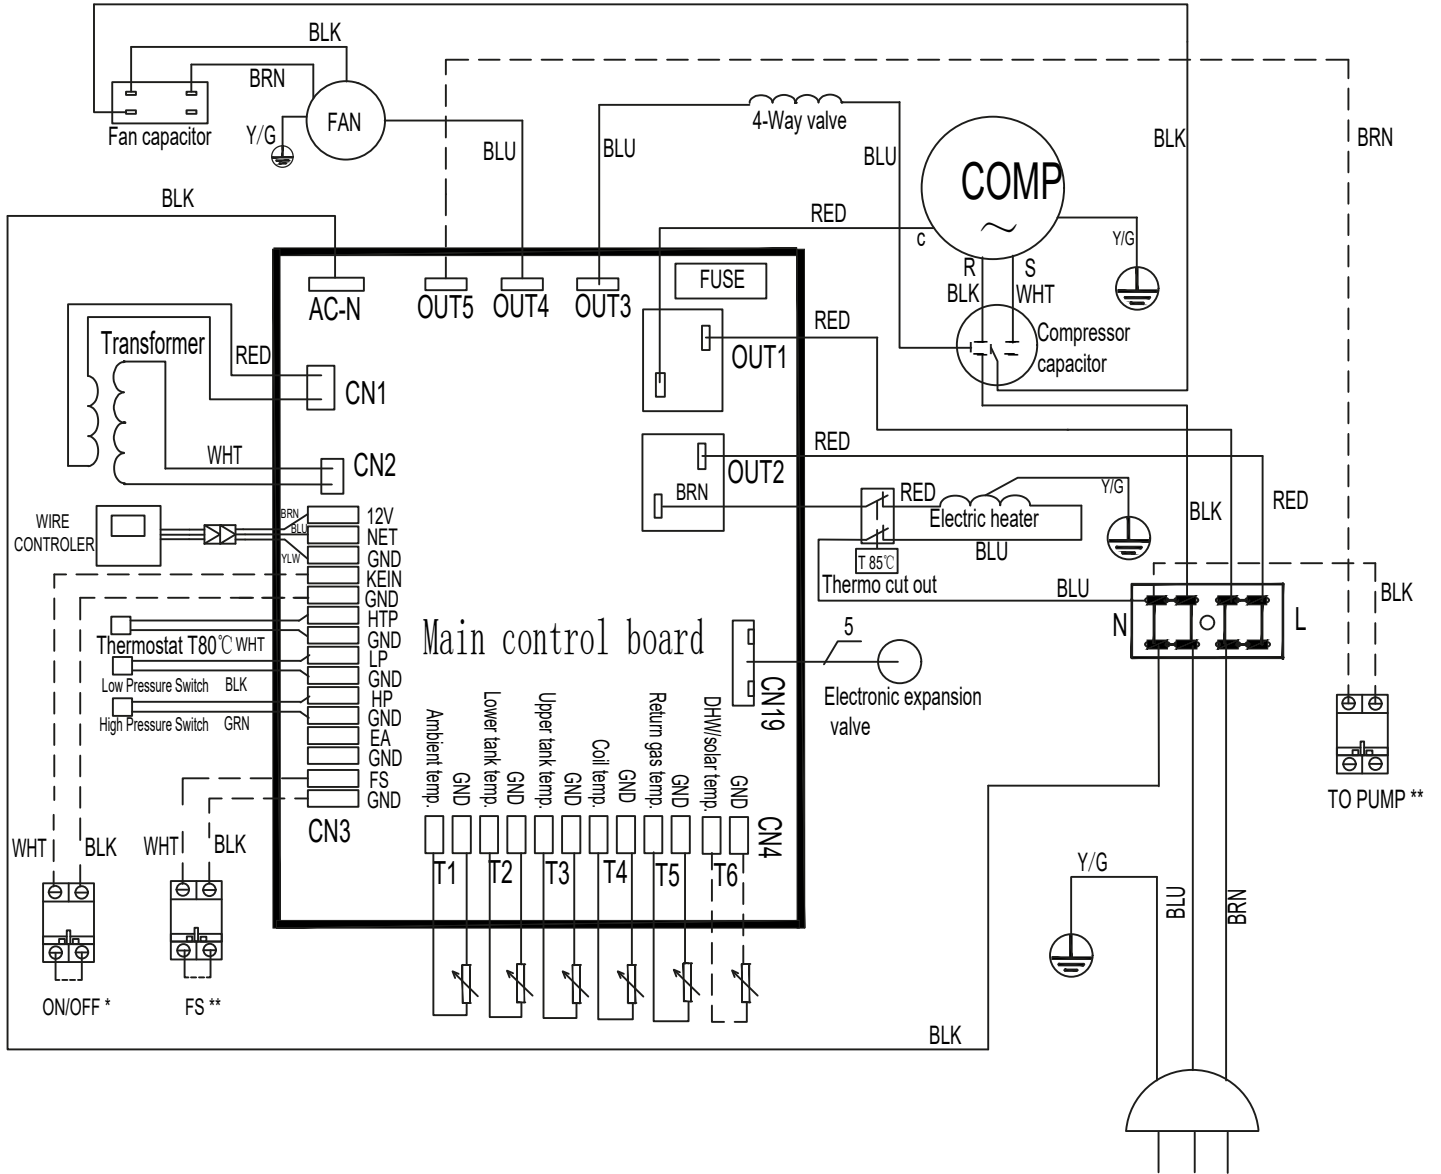 BLK
BRN
Fan capacitor
Y/G
FAN
BLU
BLU
4-Way valve
BLU
COMP
~
BLK
BRN
BLK
RED
C
Y/G
R
S
BLK
WHT
FUSE
AC-N
OUT5
OUT4
OUT3
Transformer
RED
CN1
RED
OUT1
Compressor
capacitor
WHT
CN2
RED
OUT2
BRN
RED
Electric heater
Y/G
BLU
T 85℃
Thermo cut out
BLK
RED
BLU
BLK
N
L
WIRE
CONTROLER
BRN
BLU
YLW
12V
NET
GND
KEIN
GND
HTP
GND
LP
GND
HP
GND
EA
GND
FS
GND
CN3
Thermostat T80℃ WHT
Low Pressure Switch BLK
High Pressure Switch GRN
Main control board
5
CN19
Electronic expansion
valve
Ambient temp.
GND
Lower tank temp.
GND
Upper tank temp.
GND
Coil temp.
GND
Return gas temp.
GND
DHW/solar temp.
GND
CN4
T1
T2
T3
T4
T5
T6
TO PUMP **
WHT
BLK
WHT
BLK
ON/OFF *
FS **
Y/G
BLU
BRN
BLK